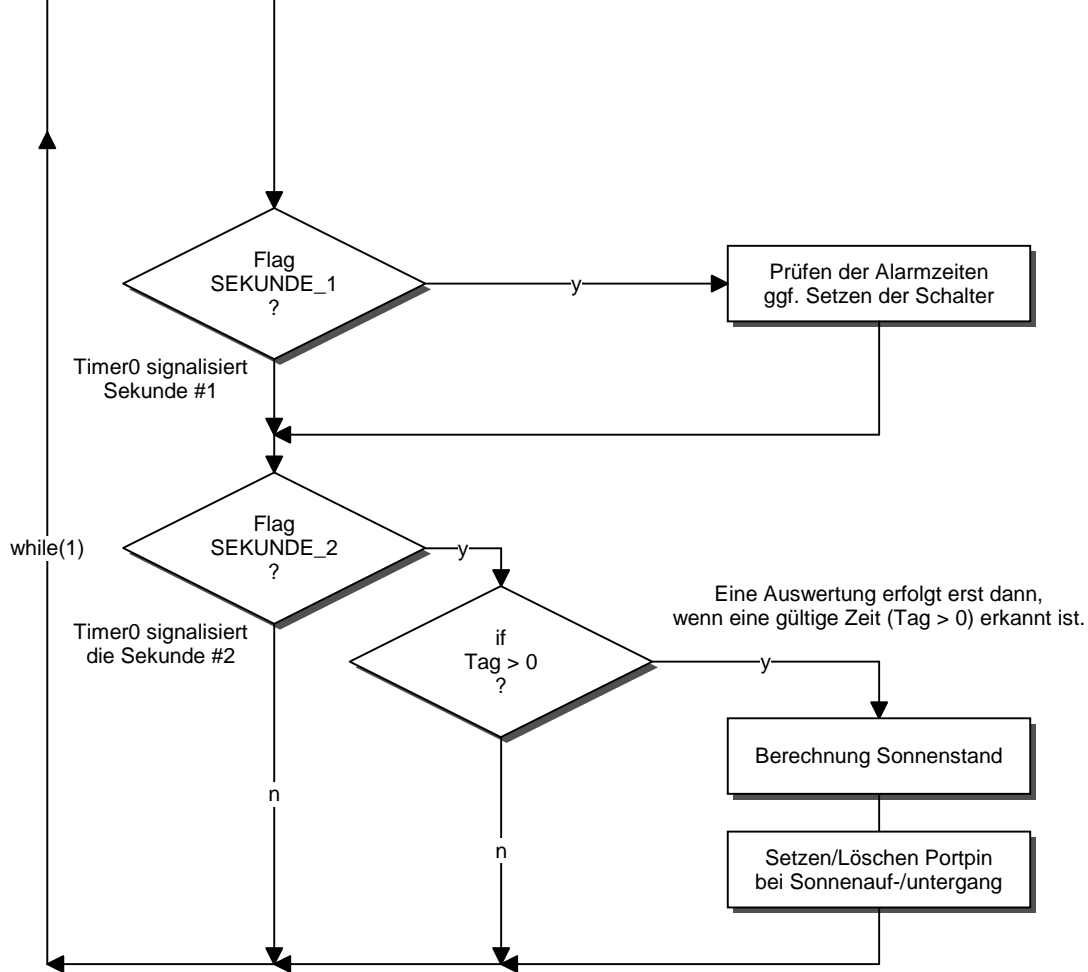 Flag
SEKUNDE_1
?
y
Prüfen der Alarmzeiten
ggf. Setzen der Schalter
Timer0 signalisiert
Sekunde #1
while(1)
Flag
SEKUNDE_2
?
y
Timer0 signalisiert
die Sekunde #2
Eine Auswertung erfolgt erst dann,
wenn eine gültige Zeit (Tag > 0) erkannt ist.
if
Tag > 0
?
y
Berechnung Sonnenstand
n
n
Setzen/Löschen Portpin
bei Sonnenauf-/untergang